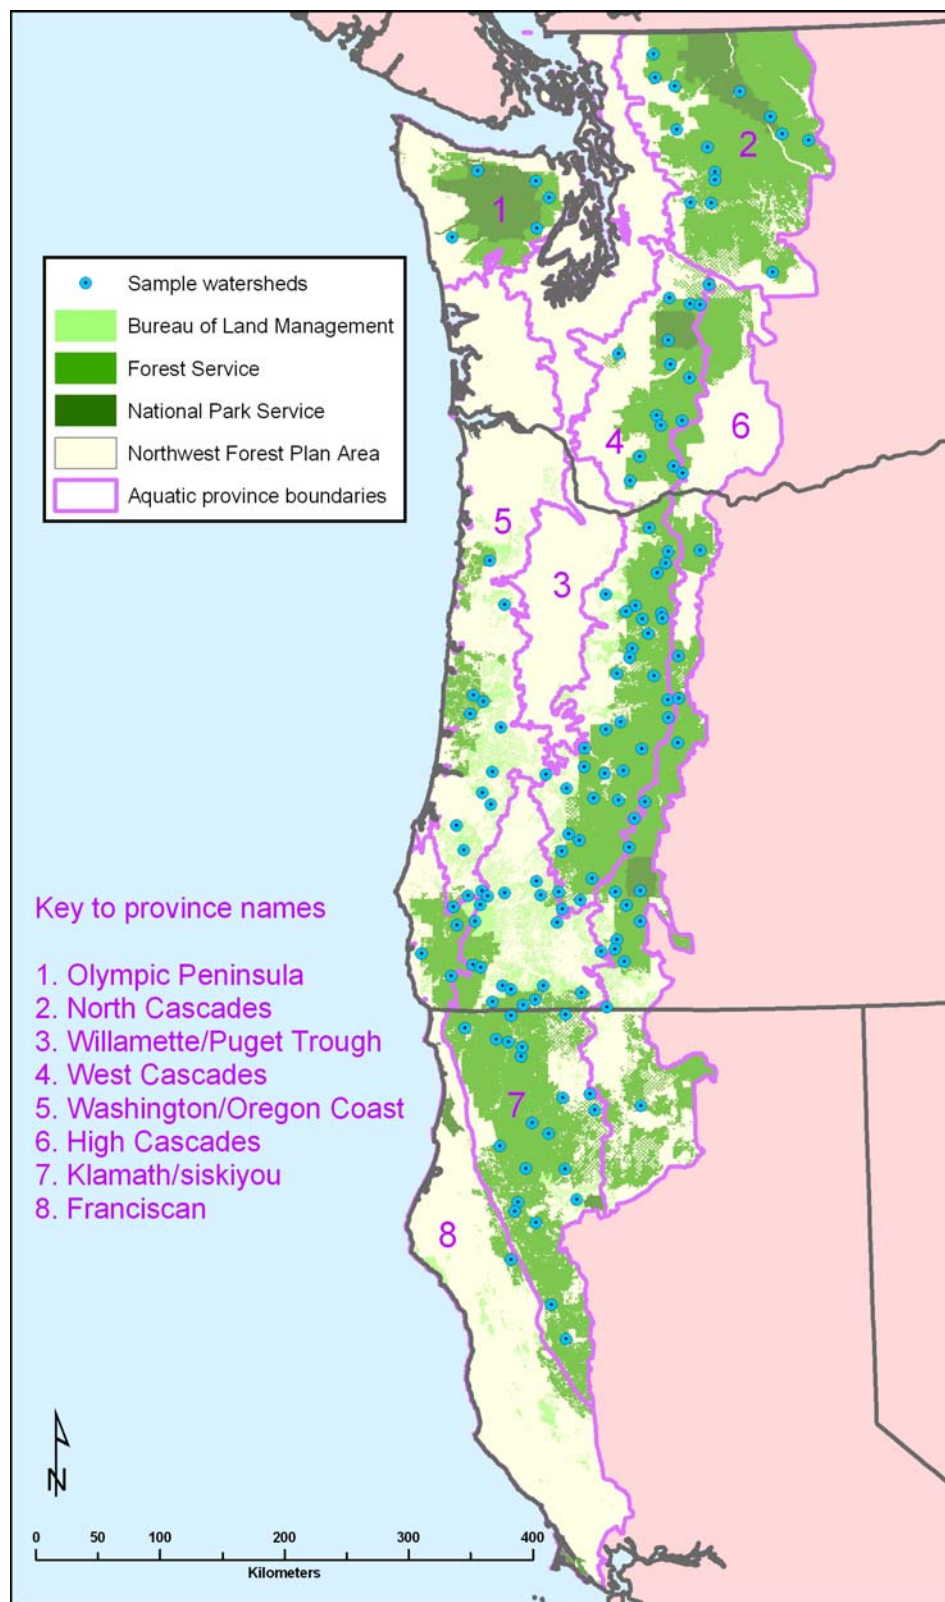 2
1
Sample watersheds
Bureau of Land Management
Forest Service
National Park Service
Northwest Forest Plan Area
Aquatic province boundaries
6
4
5
3
Key to province names
1. Olympic Peninsula
2. North Cascades
3. Willamette/Puget Trough
4. West Cascades
5. Washington/Oregon Coast
6. High Cascades
7. Klamath/siskiyou
8. Franciscan
7
8
N
0 50 100 200 300 400
Kilometers